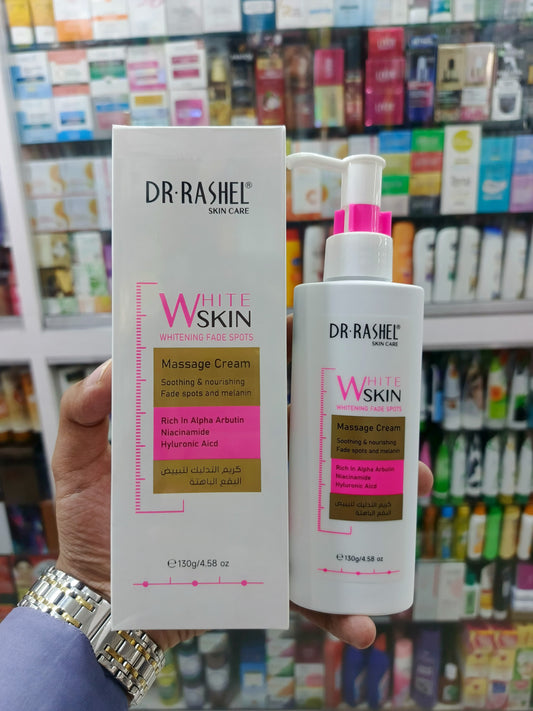 DR·RASHEL®
SKIN CARE
WHITE
SKIN
WHITENING FADE SPOTS
Massage Cream
Soothing & nourishing
Fade spots and melanin
Rich In Alpha Arbutin
Niacinamide
Hyluronic Aicd
كريم التدليك لتبييض
البقع الباهتة
℮130g/4.58 oz
DR·RASHEL®
SKIN CARE
WHITE
SKIN
WHITENING FADE SPOTS
Massage Cream
Soothing & nourishing
Fade spots and melanin
Rich In Alpha Arbutin
Niacinamide
Hyluronic Aicd
كريم التدليك لتبييض
البقع الباهتة
℮130g/4.58 oz